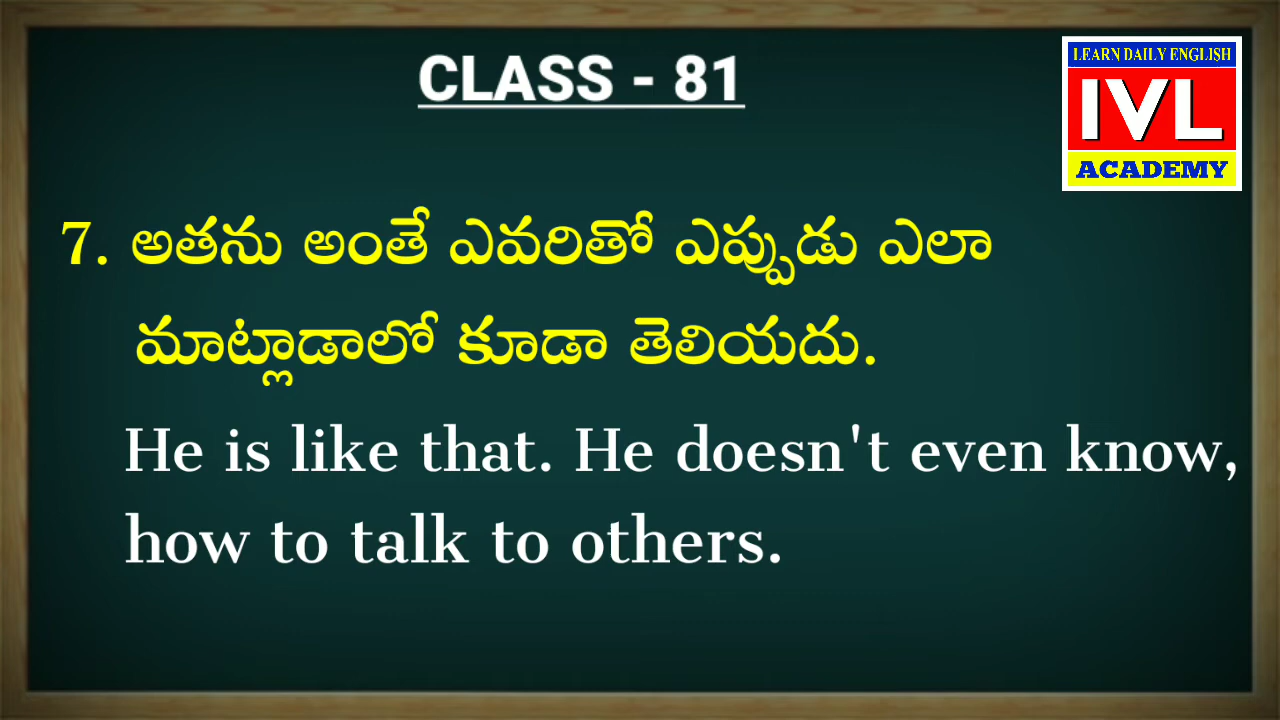 CLASS - 81
LEARN DAILY ENGLISH
IVL
ACADEMY
7. అతను అంతే ఎవరితో ఎప్పుడు ఎలా
మాట్లాడాలో కూడా తెలియదు.
He is like that. He doesn't even know,
how to talk to others.